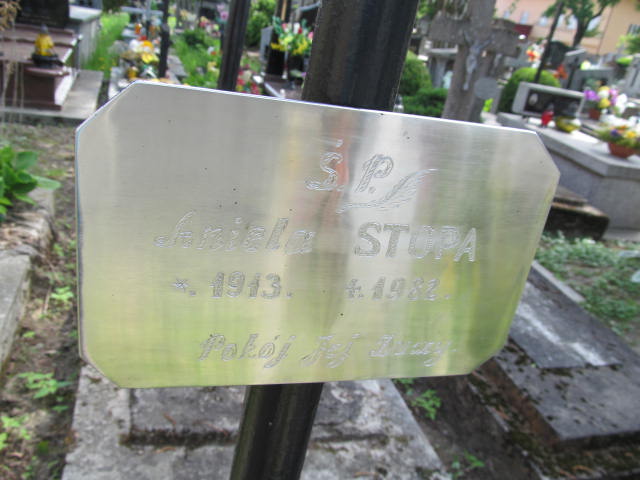 Ś.P.
Aniela STOPA
*.1913. †.1982.
Pokój Jej Duszy